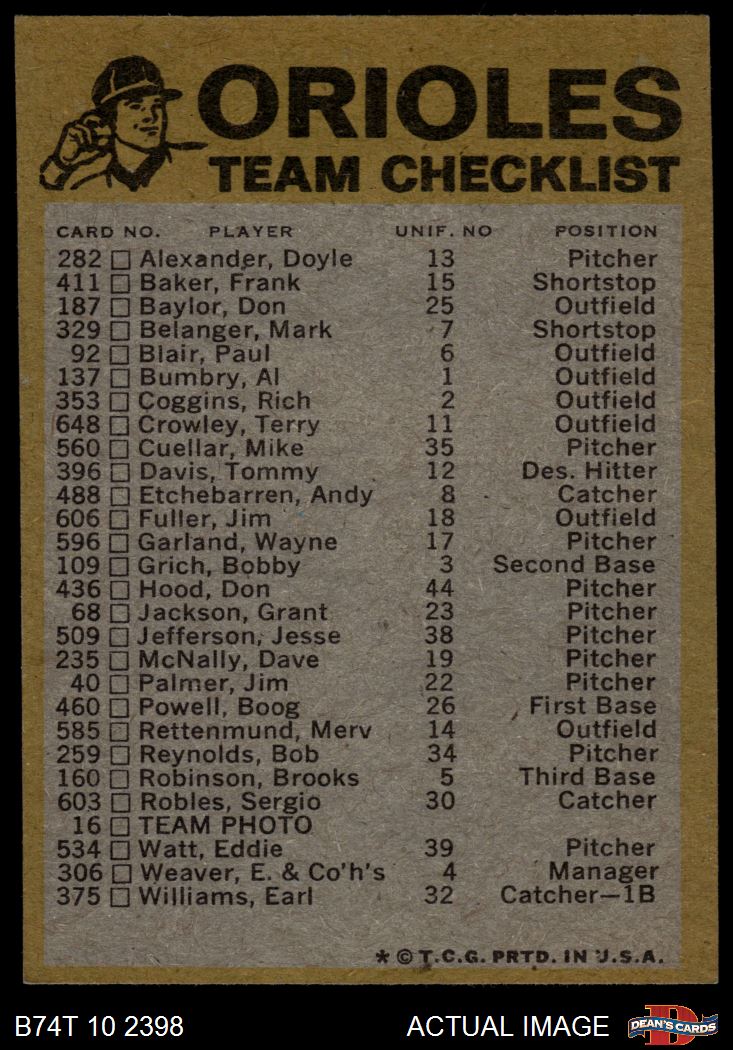 ORIOLES
TEAM CHECKLIST
CARD NO. PLAYER UNIF. NO POSITION
282 □ Alexander, Doyle 13 Pitcher
411 □ Baker, Frank 15 Shortstop
187 □ Baylor, Don 25 Outfield
329 □ Belanger, Mark 7 Shortstop
92 □ Blair, Paul 6 Outfield
137 □ Bumbry, Al 1 Outfield
353 □ Coggins, Rich 2 Outfield
648 □ Crowley, Terry 11 Outfield
560 □ Cuellar, Mike 35 Pitcher
396 □ Davis, Tommy 12 Des. Hitter
488 □ Etchebarren, Andy 8 Catcher
606 □ Fuller, Jim 18 Outfield
596 □ Garland, Wayne 17 Pitcher
109 □ Grich, Bobby 3 Second Base
436 □ Hood, Don 44 Pitcher
68 □ Jackson, Grant 23 Pitcher
509 □ Jefferson, Jesse 38 Pitcher
235 □ McNally, Dave 19 Pitcher
40 □ Palmer, Jim 22 Pitcher
460 □ Powell, Boog 26 First Base
585 □ Rettenmund, Merv 14 Outfield
259 □ Reynolds, Bob 34 Pitcher
160 □ Robinson, Brooks 5 Third Base
603 □ Robles, Sergio 30 Catcher
16 □ TEAM PHOTO
534 □ Watt, Eddie 39 Pitcher
306 □ Weaver, E. & Co'h's 4 Manager
375 □ Williams, Earl 32 Catcher—1B
* © T.C.G. PRTD. IN U.S.A.
B74T 10 2398 ACTUAL IMAGE DEAN'S CARDS